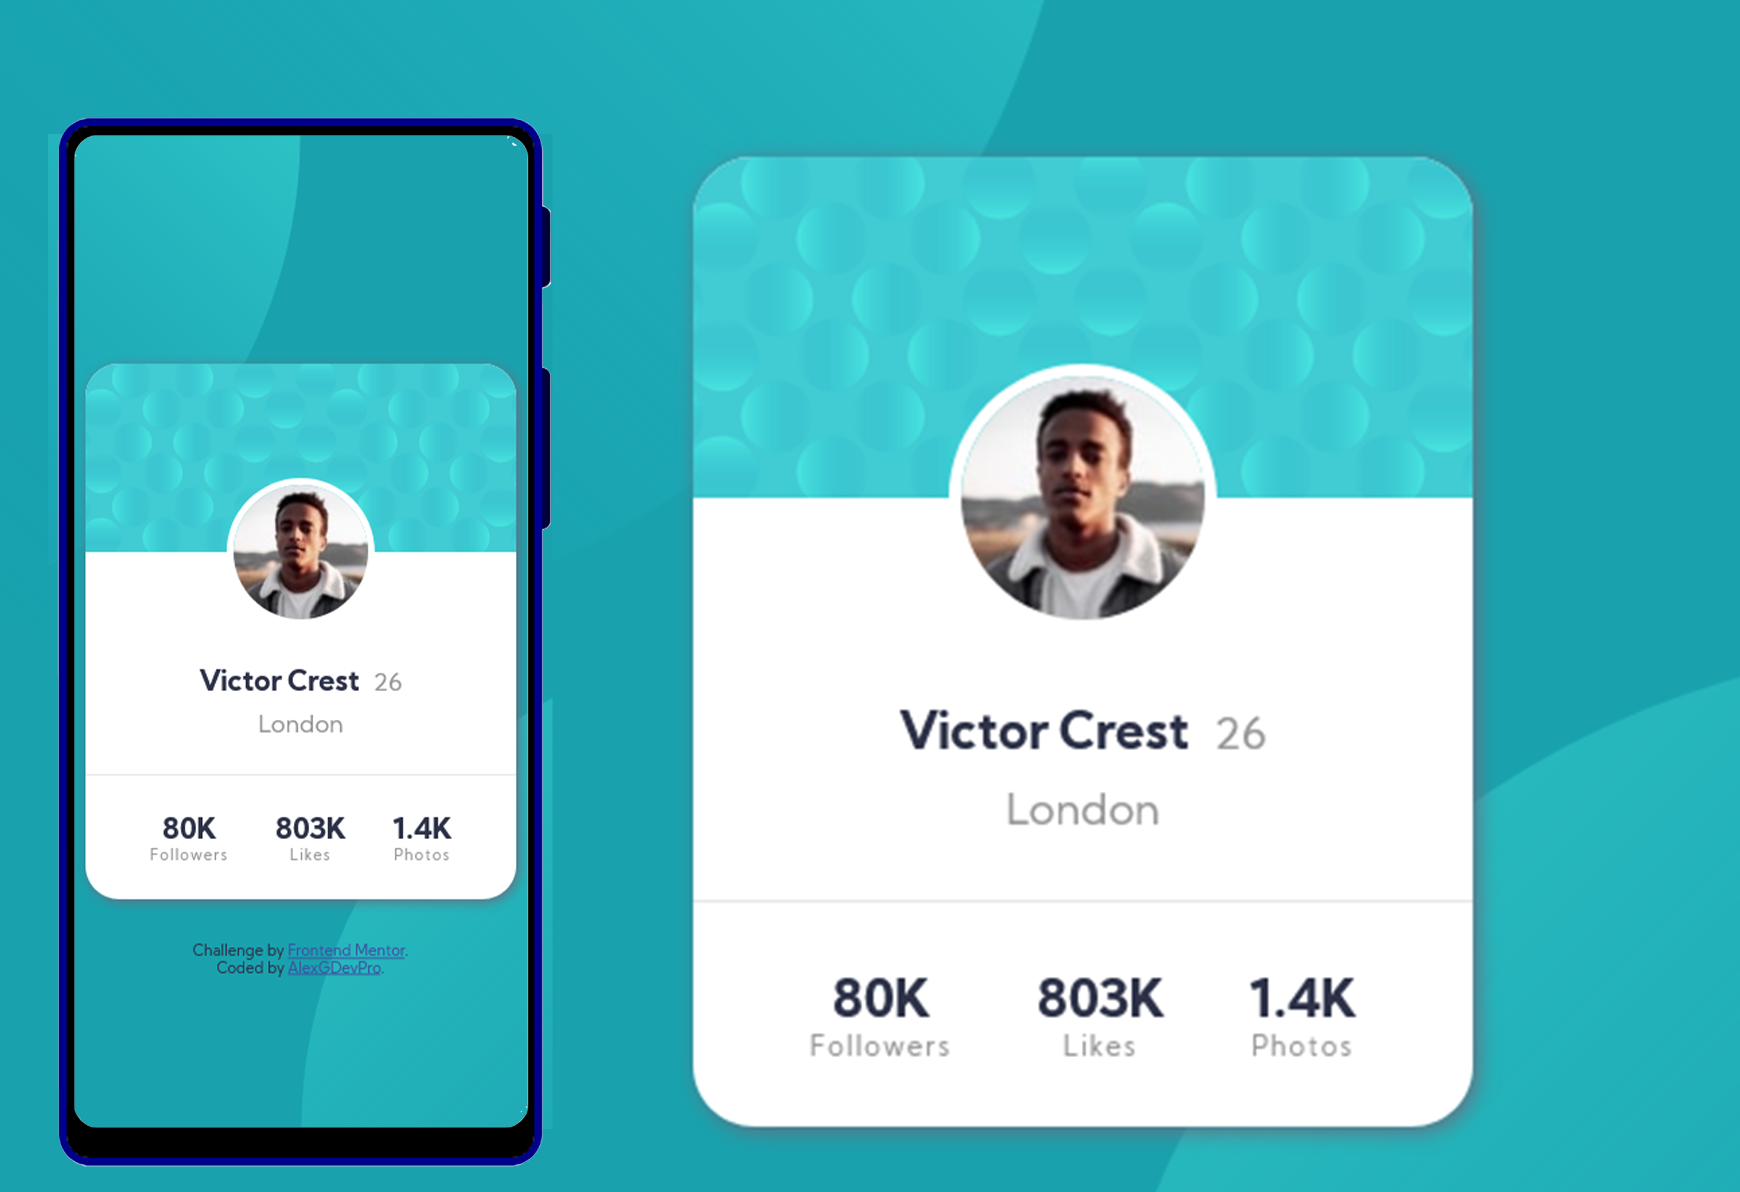 Victor Crest 26
London
80K 803K 1.4K
Followers Likes Photos
Challenge by Frontend Mentor.
Coded by AlexGDevPro.
Victor Crest 26
London
80K 803K 1.4K
Followers Likes Photos